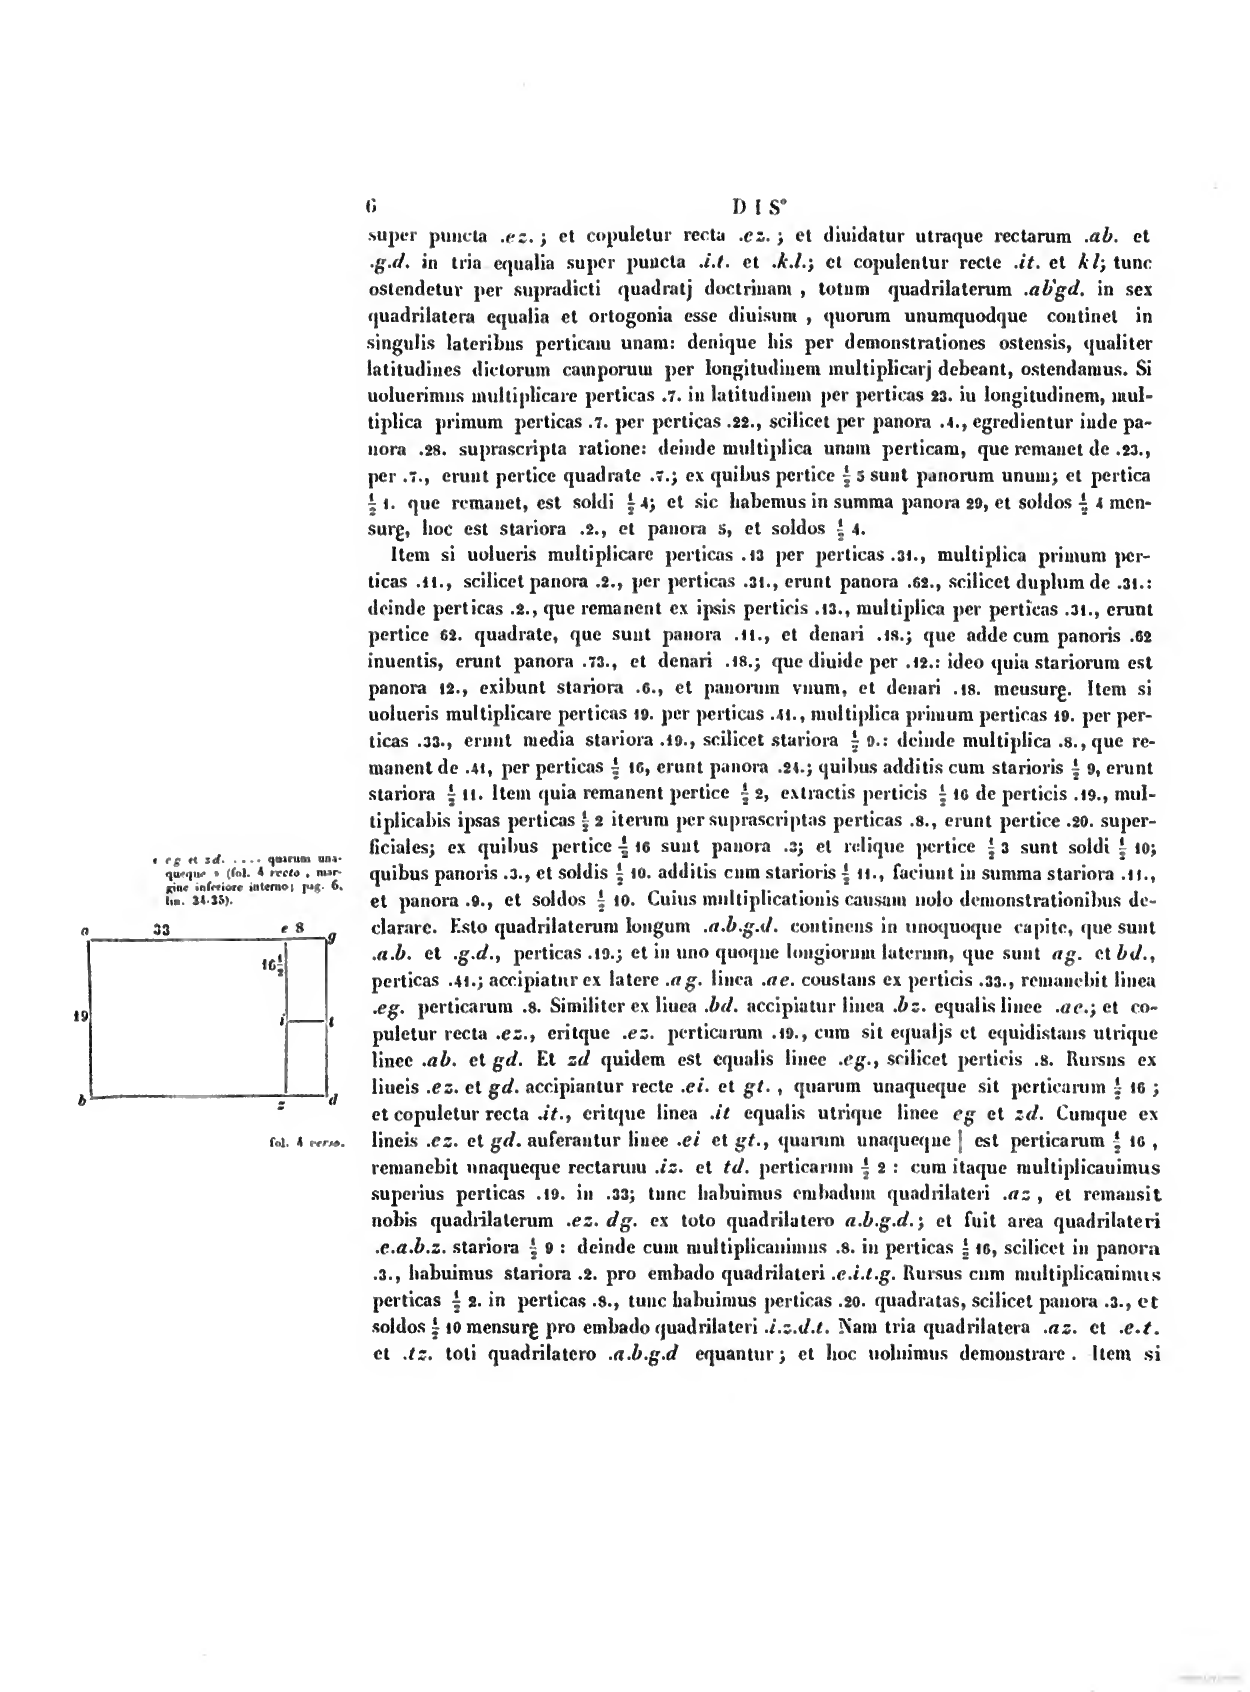 6 DIS°
super puncta .ez.; et copuletur recta .ez.; et diuidatur utraque rectarum .ab. et
.g.d. in tria equalia super puncta .i.t. et .k.l.; et copulentur recte .it. et kl; tunc
ostendetur per supradicti quadratj doctrinam , totum quadrilaterum .abgd. in sex
quadrilatera equalia et ortogonia esse diuisum , quorum unumquodque continet in
singulis lateribus perticam unam: denique his per demonstrationes ostensis, qualiter
latitudines dictorum camporum per longitudinem multiplicarj debeant, ostendamus. Si
uoluerimus multiplicare perticas .7. in latitudinem per perticas 23. in longitudinem, mul-
tiplica primum perticas .7. per perticas .22., scilicet per panora .4., egredientur inde pa-
nora .28. suprascripta ratione: deinde multiplica unam perticam, que remanet de .23.,
per .7., erunt pertice quadrate .7.; ex quibus pertice ½ 5 sunt panorum unum; et pertica
½ 1. que remanet, est soldi ½ 4; et sic habemus in summa panora 29, et soldos ½ 4 men-
surę, hoc est stariora .2., et panora 5, et soldos ½ 4.
Item si uolueris multiplicare perticas .13 per perticas .31., multiplica primum per-
ticas .11., scilicet panora .2., per perticas .31., erunt panora .62., scilicet duplum de .31.:
deinde perticas .2., que remanent ex ipsis perticis .13., multiplica per perticas .31., erunt
pertice 62. quadrate, que sunt panora .11., et denari .18.; que adde cum panoris .62
inuentis, erunt panora .73., et denari .18.; que diuide per .12.: ideo quia stariorum est
panora 12., exibunt stariora .6., et panorum vnum, et denari .18. mensurę. Item si
uolueris multiplicare perticas 19. per perticas .41., multiplica primum perticas 19. per per-
ticas .33., erunt media stariora .19., scilicet stariora ½ 9.: deinde multiplica .8., que re-
manent de .41, per perticas ½ 16, erunt panora .24.; quibus additis cum starioris ½ 9, erunt
stariora ½ 11. Item quia remanent pertice ½ 2, extractis perticis ½ 16 de perticis .19., mul-
tiplicabis ipsas perticas ½ 2 iterum per suprascriptas perticas .8., erunt pertice .20. super-
ficiales; ex quibus pertice ½ 16 sunt panora .3; et relique pertice ½ 3 sunt soldi ½ 10;
quibus panoris .3., et soldis ½ 10. additis cum starioris ½ 11., faciunt in summa stariora .11.,
et panora .9., et soldos ½ 10. Cuius multiplicationis causam uolo demonstrationibus de-
clarare. Esto quadrilaterum longum .a.b.g.d. continens in unoquoque capite, que sunt
.a.b. et .g.d., perticas .19.; et in uno quoque longiorum laterum, que sunt ag. et bd.,
perticas .41.; accipiatur ex latere .ag. linea .ae. constans ex perticis .33., remanebit linea
.eg. perticarum .8. Similiter ex linea .bd. accipiatur linea .bz. equalis linee .ae.; et co-
puletur recta .ez., eritque .ez. perticarum .19., cum sit equaljs et equidistans utrique
linee .ab. et gd. Et zd quidem est equalis linee .eg., scilicet perticis .8. Rursus ex
lineis .ez. et gd. accipiantur recte .ei. et gt. , quarum unaqueque sit perticarum ½ 16 ;
et copuletur recta .it., eritque linea .it equalis utrique linee eg et zd. Cumque ex
lineis .ez. et gd. auferantur linee .ei et gt., quarum unaqueque | est perticarum ½ 16 ,
remanebit unaqueque rectarum .iz. et td. perticarum ½ 2 : cum itaque multiplicauimus
superius perticas .19. in .33; tunc habuimus embadum quadrilateri .az , et remansit
nobis quadrilaterum .ez. dg. ex toto quadrilatero a.b.g.d.; et fuit area quadrilateri
.e.a.b.z. stariora ½ 9 : deinde cum multiplicauimus .8. in perticas ½ 16, scilicet in panora
.3., habuimus stariora .2. pro embado quadrilateri .e.i.t.g. Rursus cum multiplicauimus
perticas ½ 2. in perticas .8., tunc habuimus perticas .20. quadratas, scilicet panora .3., et
soldos ½ 10 mensurę pro embado quadrilateri .i.z.d.t. Nam tria quadrilatera .az. et .e.t.
et .tz. toti quadrilatero .a.b.g.d equantur; et hoc uoluimus demonstrare . Item si
« eg et zd. .... quarum una-
queque » (fol. 4 recto , mar-
gine inferiore interno; pag. 6,
lin. 34-35).
a 33 e 8 g
16½
19 i t
b z d
fol. 4 verso.